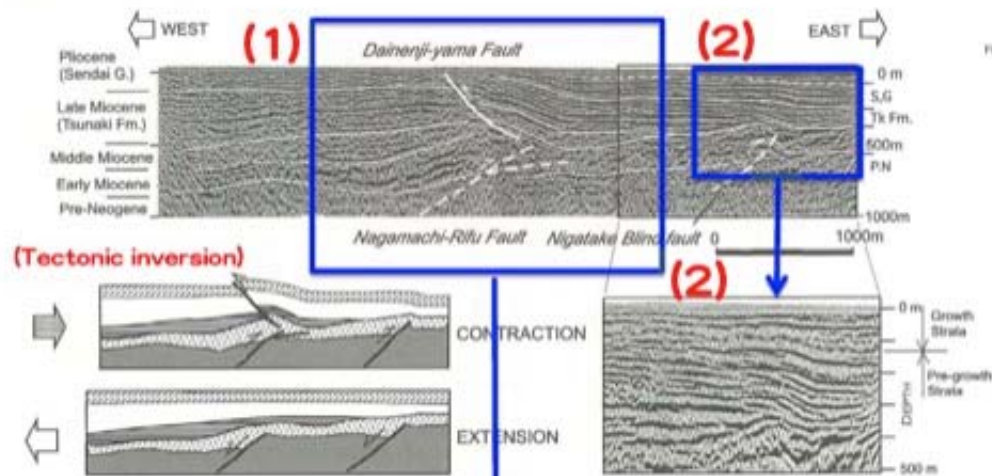 WEST
(1)
Dainenji-yama Fault
(2)
EAST
Pliocene
(Sendai G.)
Late Miocene
(Tsunaki Fm.)
Middle Miocene
Early Miocene
Pre-Neogene
0 m
S,G
Tk Fm.
500m
P.N
1000m
Nagamachi-Rifu Fault
Nigatake Blind fault
0
1000m
(Tectonic inversion)
CONTRACTION
EXTENSION
(2)
0 m
Growth
Strata
Pre-growth
Strata
DEPTH
500 m